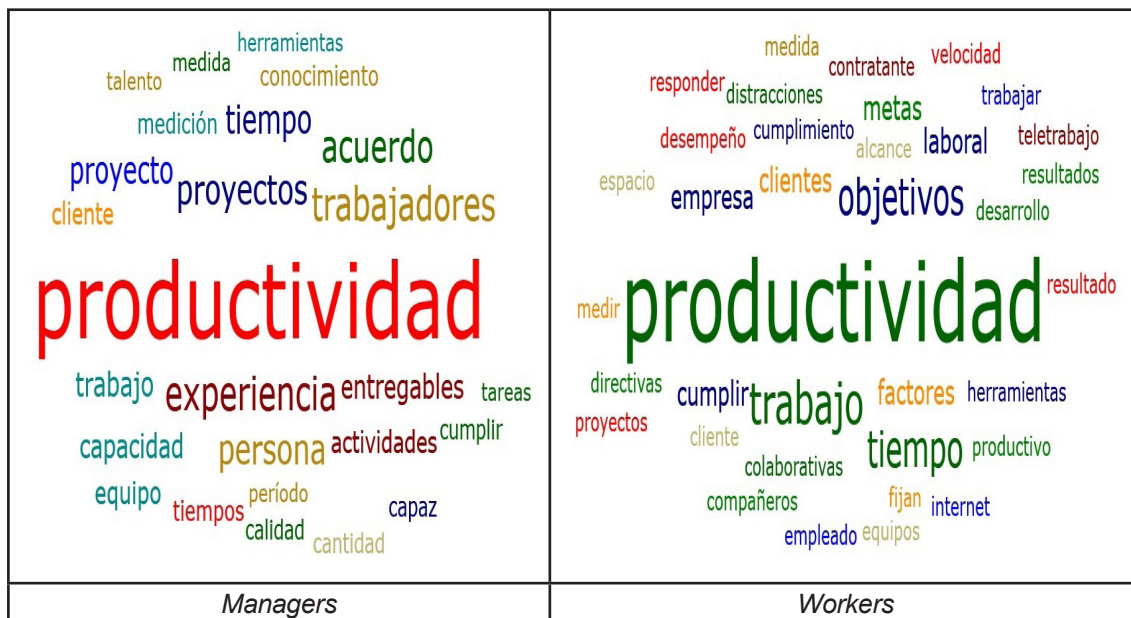 herramientas
medida
talento
conocimiento
medición
tiempo
acuerdo
proyecto
proyectos
trabajadores
cliente
productividad
trabajo
experiencia
entregables
tareas
capacidad
persona
actividades
cumplir
equipo
tiempos
período
capaz
calidad
cantidad
Managers
medida
contratante
velocidad
responder
distracciones
metas
trabajar
desempeño
cumplimiento
alcance
laboral
teletrabajo
espacio
empresa
clientes
objetivos
resultados
desarrollo
medir
productividad
resultado
directivas
cumplir
trabajo
factores
herramientas
proyectos
cliente
tiempo
productivo
colaborativas
compañeros
fijan
internet
empleado
equipos
Workers